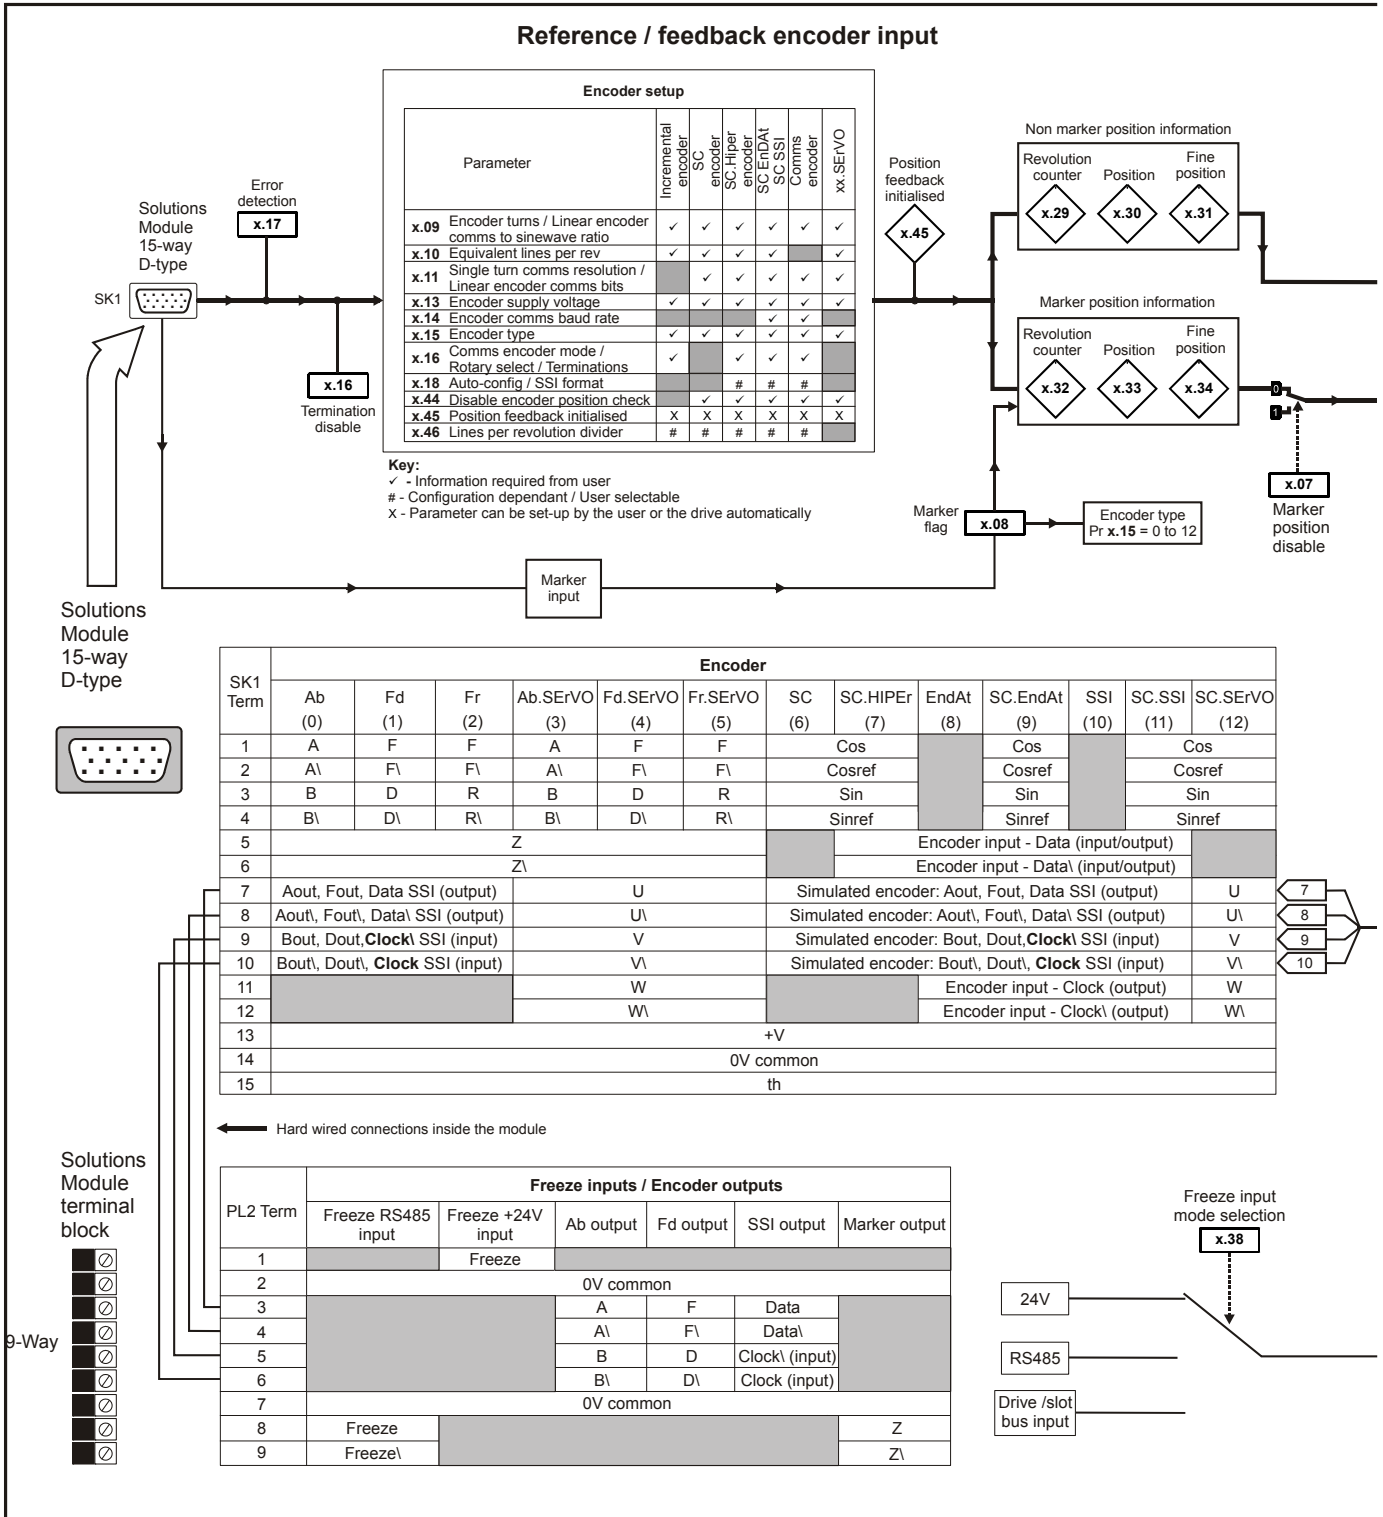 Reference / feedback encoder input
Encoder setup
Parameter
Incremental encoder
SC encoder
SC.Hiper encoder
SC EnDAt
SC SSI
Comms encoder
xx.SErVO
x.09 Encoder turns / Linear encoder comms to sinewave ratio ✓ ✓ ✓ ✓ ✓ ✓
x.10 Equivalent lines per rev ✓ ✓ ✓ ✓ ✓
x.11 Single turn comms resolution / Linear encoder comms bits ✓ ✓ ✓ ✓ ✓
x.13 Encoder supply voltage ✓ ✓ ✓ ✓ ✓ ✓
x.14 Encoder comms baud rate ✓ ✓
x.15 Encoder type ✓ ✓ ✓ ✓ ✓ ✓
x.16 Comms encoder mode / Rotary select / Terminations ✓ ✓ ✓ ✓
x.18 Auto-config / SSI format # # #
x.44 Disable encoder position check ✓ ✓ ✓ ✓ ✓
x.45 Position feedback initialised X X X X X X
x.46 Lines per revolution divider # # # # #
Key:
✓ - Information required from user
# - Configuration dependant / User selectable
X - Parameter can be set-up by the user or the drive automatically
Solutions
Module
15-way
D-type
SK1
Error
detection
x.17
x.16
Termination
disable
Position
feedback
initialised
x.45
Non marker position information
Revolution counter Position Fine position
x.29 x.30 x.31
Marker position information
Revolution counter Position Fine position
x.32 x.33 x.34
0
1
x.07
Marker
position
disable
Marker
flag
x.08
Encoder type
Pr x.15 = 0 to 12
Marker
input
Solutions
Module
15-way
D-type
SK1 Term
Encoder
Ab (0) Fd (1) Fr (2) Ab.SErVO (3) Fd.SErVO (4) Fr.SErVO (5) SC (6) SC.HIPEr (7) EndAt (8) SC.EndAt (9) SSI (10) SC.SSI (11) SC.SErVO (12)
1 A F F A F F Cos Cos Cos
2 A\ F\ F\ A\ F\ F\ Cosref Cosref Cosref
3 B D R B D R Sin Sin Sin
4 B\ D\ R\ B\ D\ R\ Sinref Sinref Sinref
5 Z Encoder input - Data (input/output)
6 Z\ Encoder input - Data\ (input/output)
7 Aout, Fout, Data SSI (output) U Simulated encoder: Aout, Fout, Data SSI (output) U 7
8 Aout\, Fout\, Data\ SSI (output) U\ Simulated encoder: Aout\, Fout\, Data\ SSI (output) U\ 8
9 Bout, Dout,Clock\ SSI (input) V Simulated encoder: Bout, Dout,Clock\ SSI (input) V 9
10 Bout\, Dout\, Clock SSI (input) V\ Simulated encoder: Bout\, Dout\, Clock SSI (input) V\ 10
11 W Encoder input - Clock (output) W
12 W\ Encoder input - Clock\ (output) W\
13 +V
14 0V common
15 th
Hard wired connections inside the module
Solutions
Module
terminal
block
9-Way
PL2 Term
Freeze inputs / Encoder outputs
Freeze RS485 input Freeze +24V input Ab output Fd output SSI output Marker output
1 Freeze
2 0V common
3 A F Data
4 A\ F\ Data\
5 B D Clock\ (input)
6 B\ D\ Clock (input)
7 0V common
8 Freeze Z
9 Freeze\ Z\
Freeze input
mode selection
x.38
24V
RS485
Drive /slot
bus input